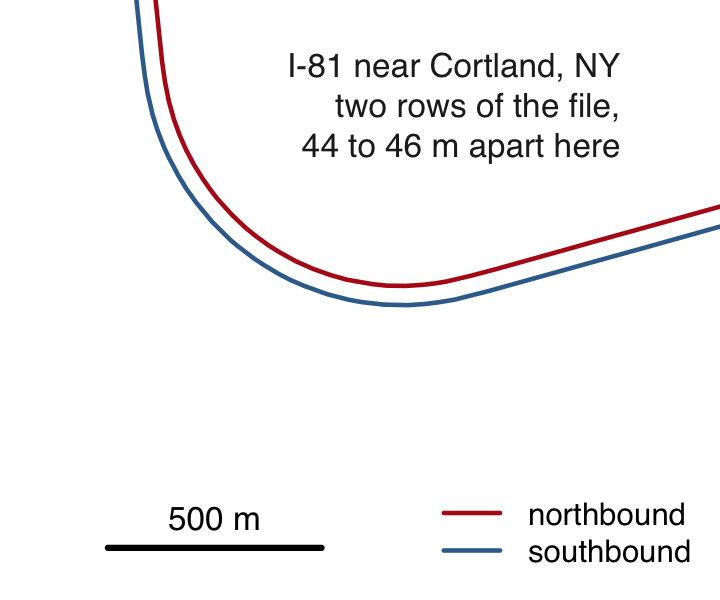 I-81 near Cortland, NY
two rows of the file,
44 to 46 m apart here
500 m
northbound
southbound